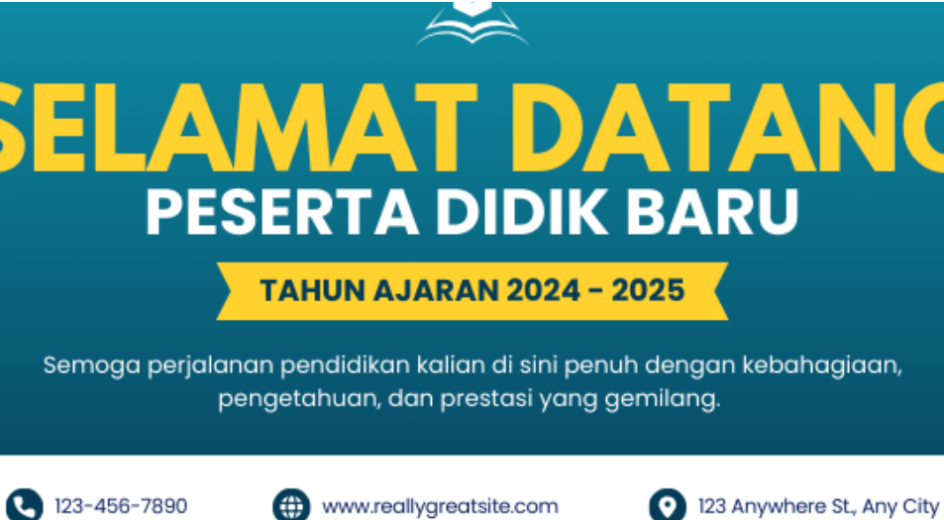 SELAMAT DATANG
PESERTA DIDIK BARU
TAHUN AJARAN 2024 - 2025
Semoga perjalanan pendidikan kalian di sini penuh dengan kebahagiaan,
pengetahuan, dan prestasi yang gemilang.
123-456-7890
www.reallygreatsite.com
123 Anywhere St., Any City